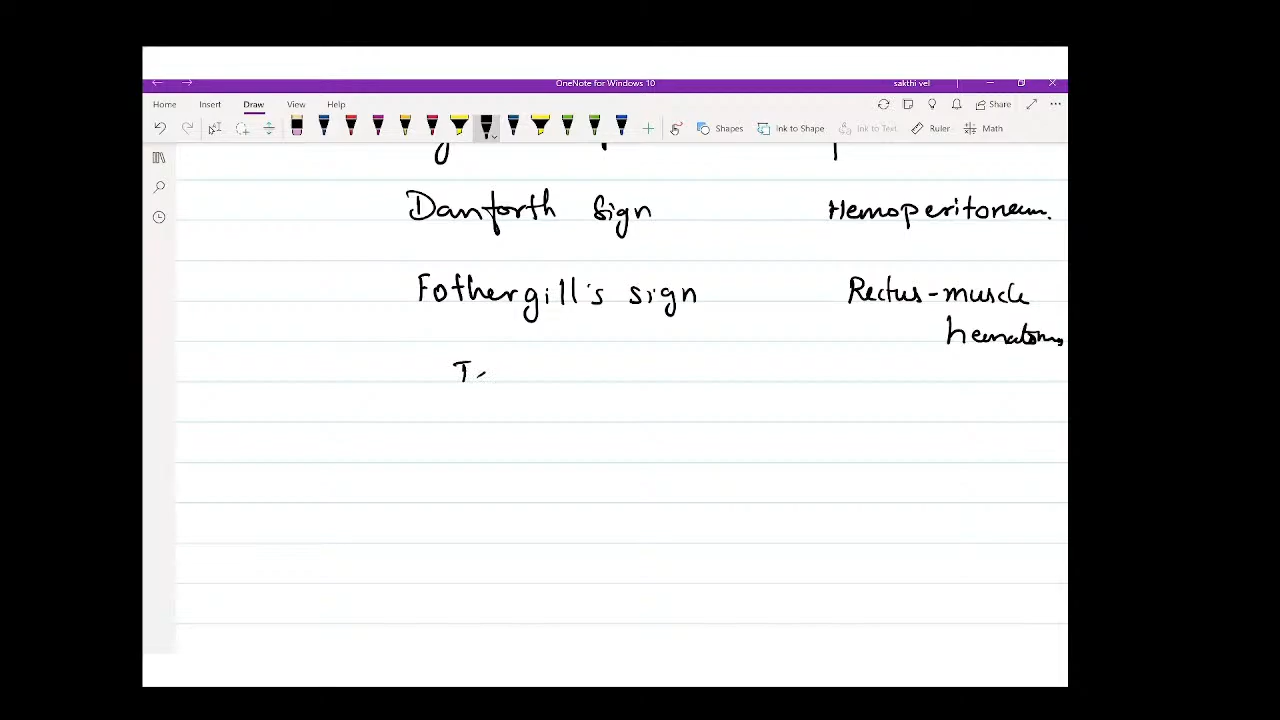 OneNote for Windows 10 sakthi vel
Home Insert Draw View Help Share
Shapes Ink to Shape Ink to Text Ruler Math
Danforth sign Hemoperitoneum.
Fothergill's sign Rectus-muscle
hematoma